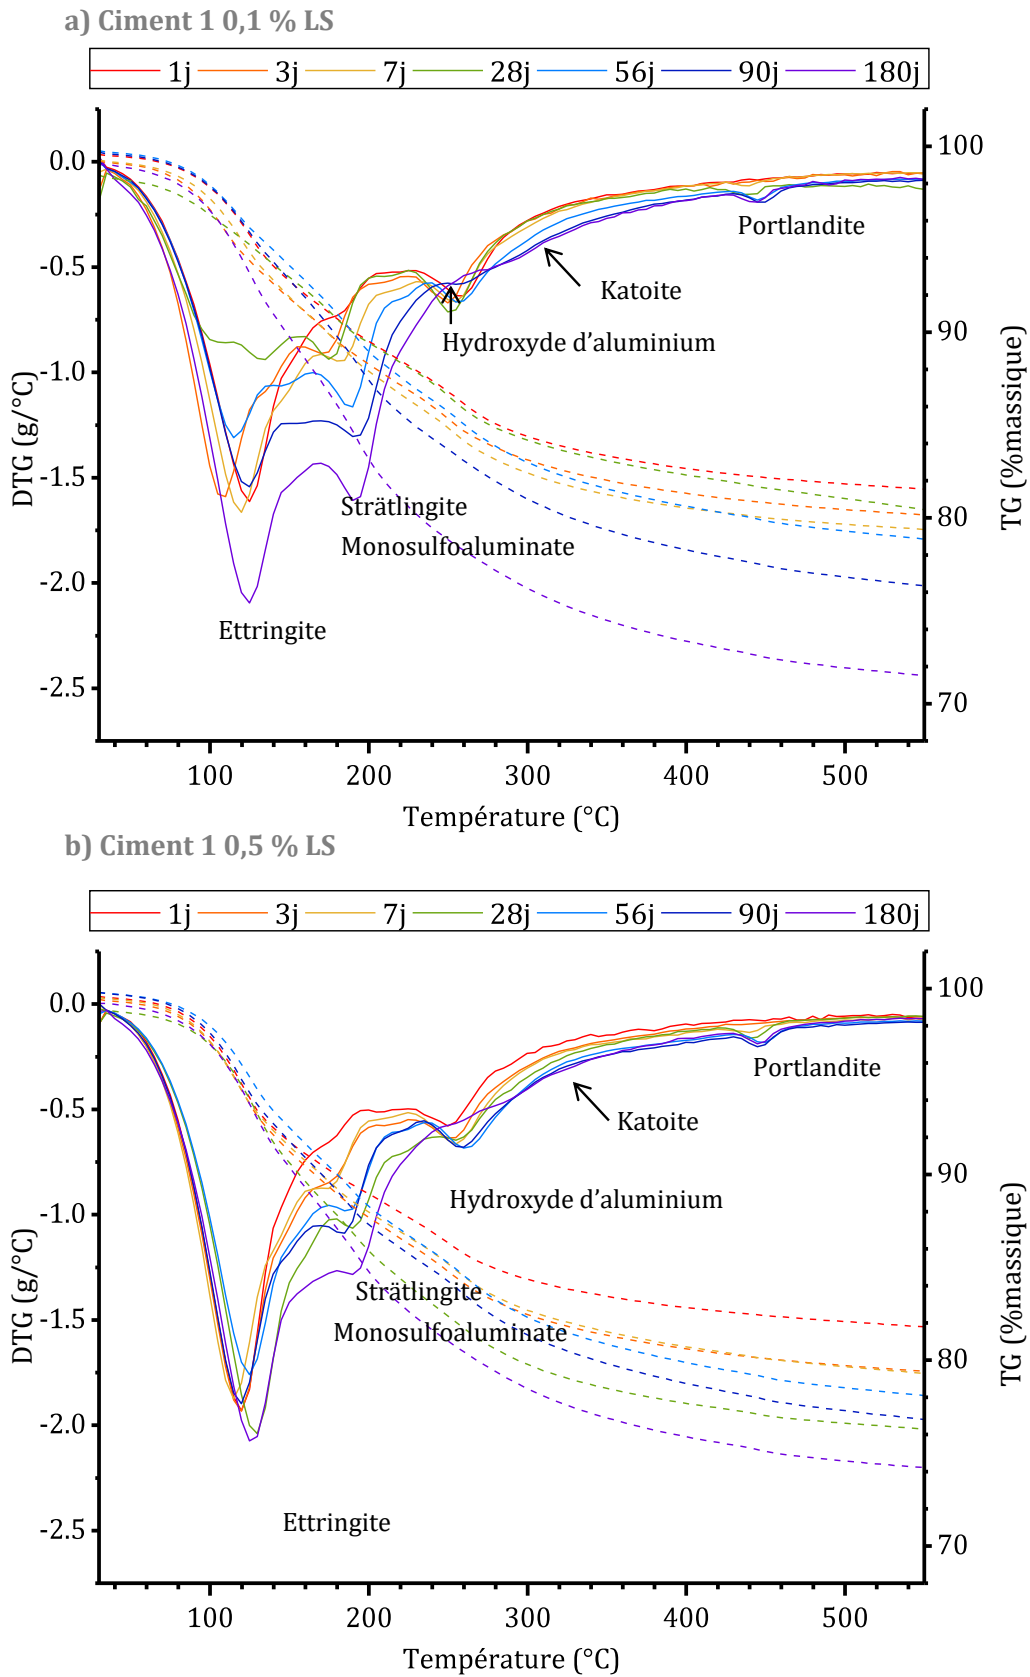 a) Ciment 1 0,1 % LS
1j 3j 7j 28j 56j 90j 180j
0.0
-0.5
-1.0
-1.5
-2.0
-2.5
DTG (g/°C)
100
90
80
70
TG (%massique)
Portlandite
Katoite
Hydroxyde d'aluminium
Strätlingite
Monosulfoaluminate
Ettringite
100 200 300 400 500
Température (°C)
b) Ciment 1 0,5 % LS
1j 3j 7j 28j 56j 90j 180j
0.0
-0.5
-1.0
-1.5
-2.0
-2.5
DTG (g/°C)
100
90
80
70
TG (%massique)
Portlandite
Katoite
Hydroxyde d'aluminium
Strätlingite
Monosulfoaluminate
Ettringite
100 200 300 400 500
Température (°C)